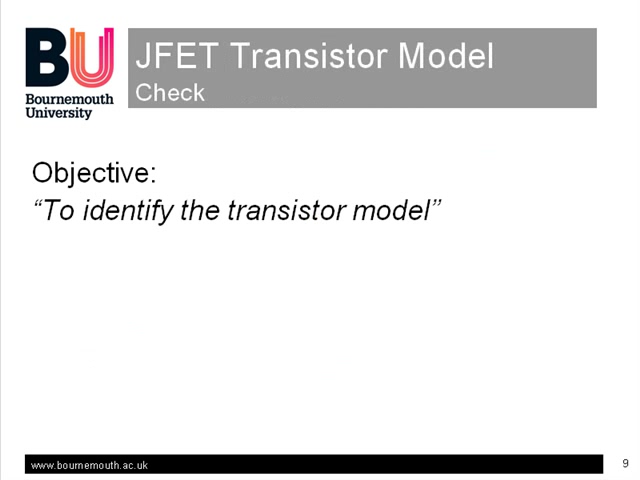 BU
Bournemouth
University
JFET Transistor Model
Check
Objective:
“To identify the transistor model”
www.bournemouth.ac.uk
9